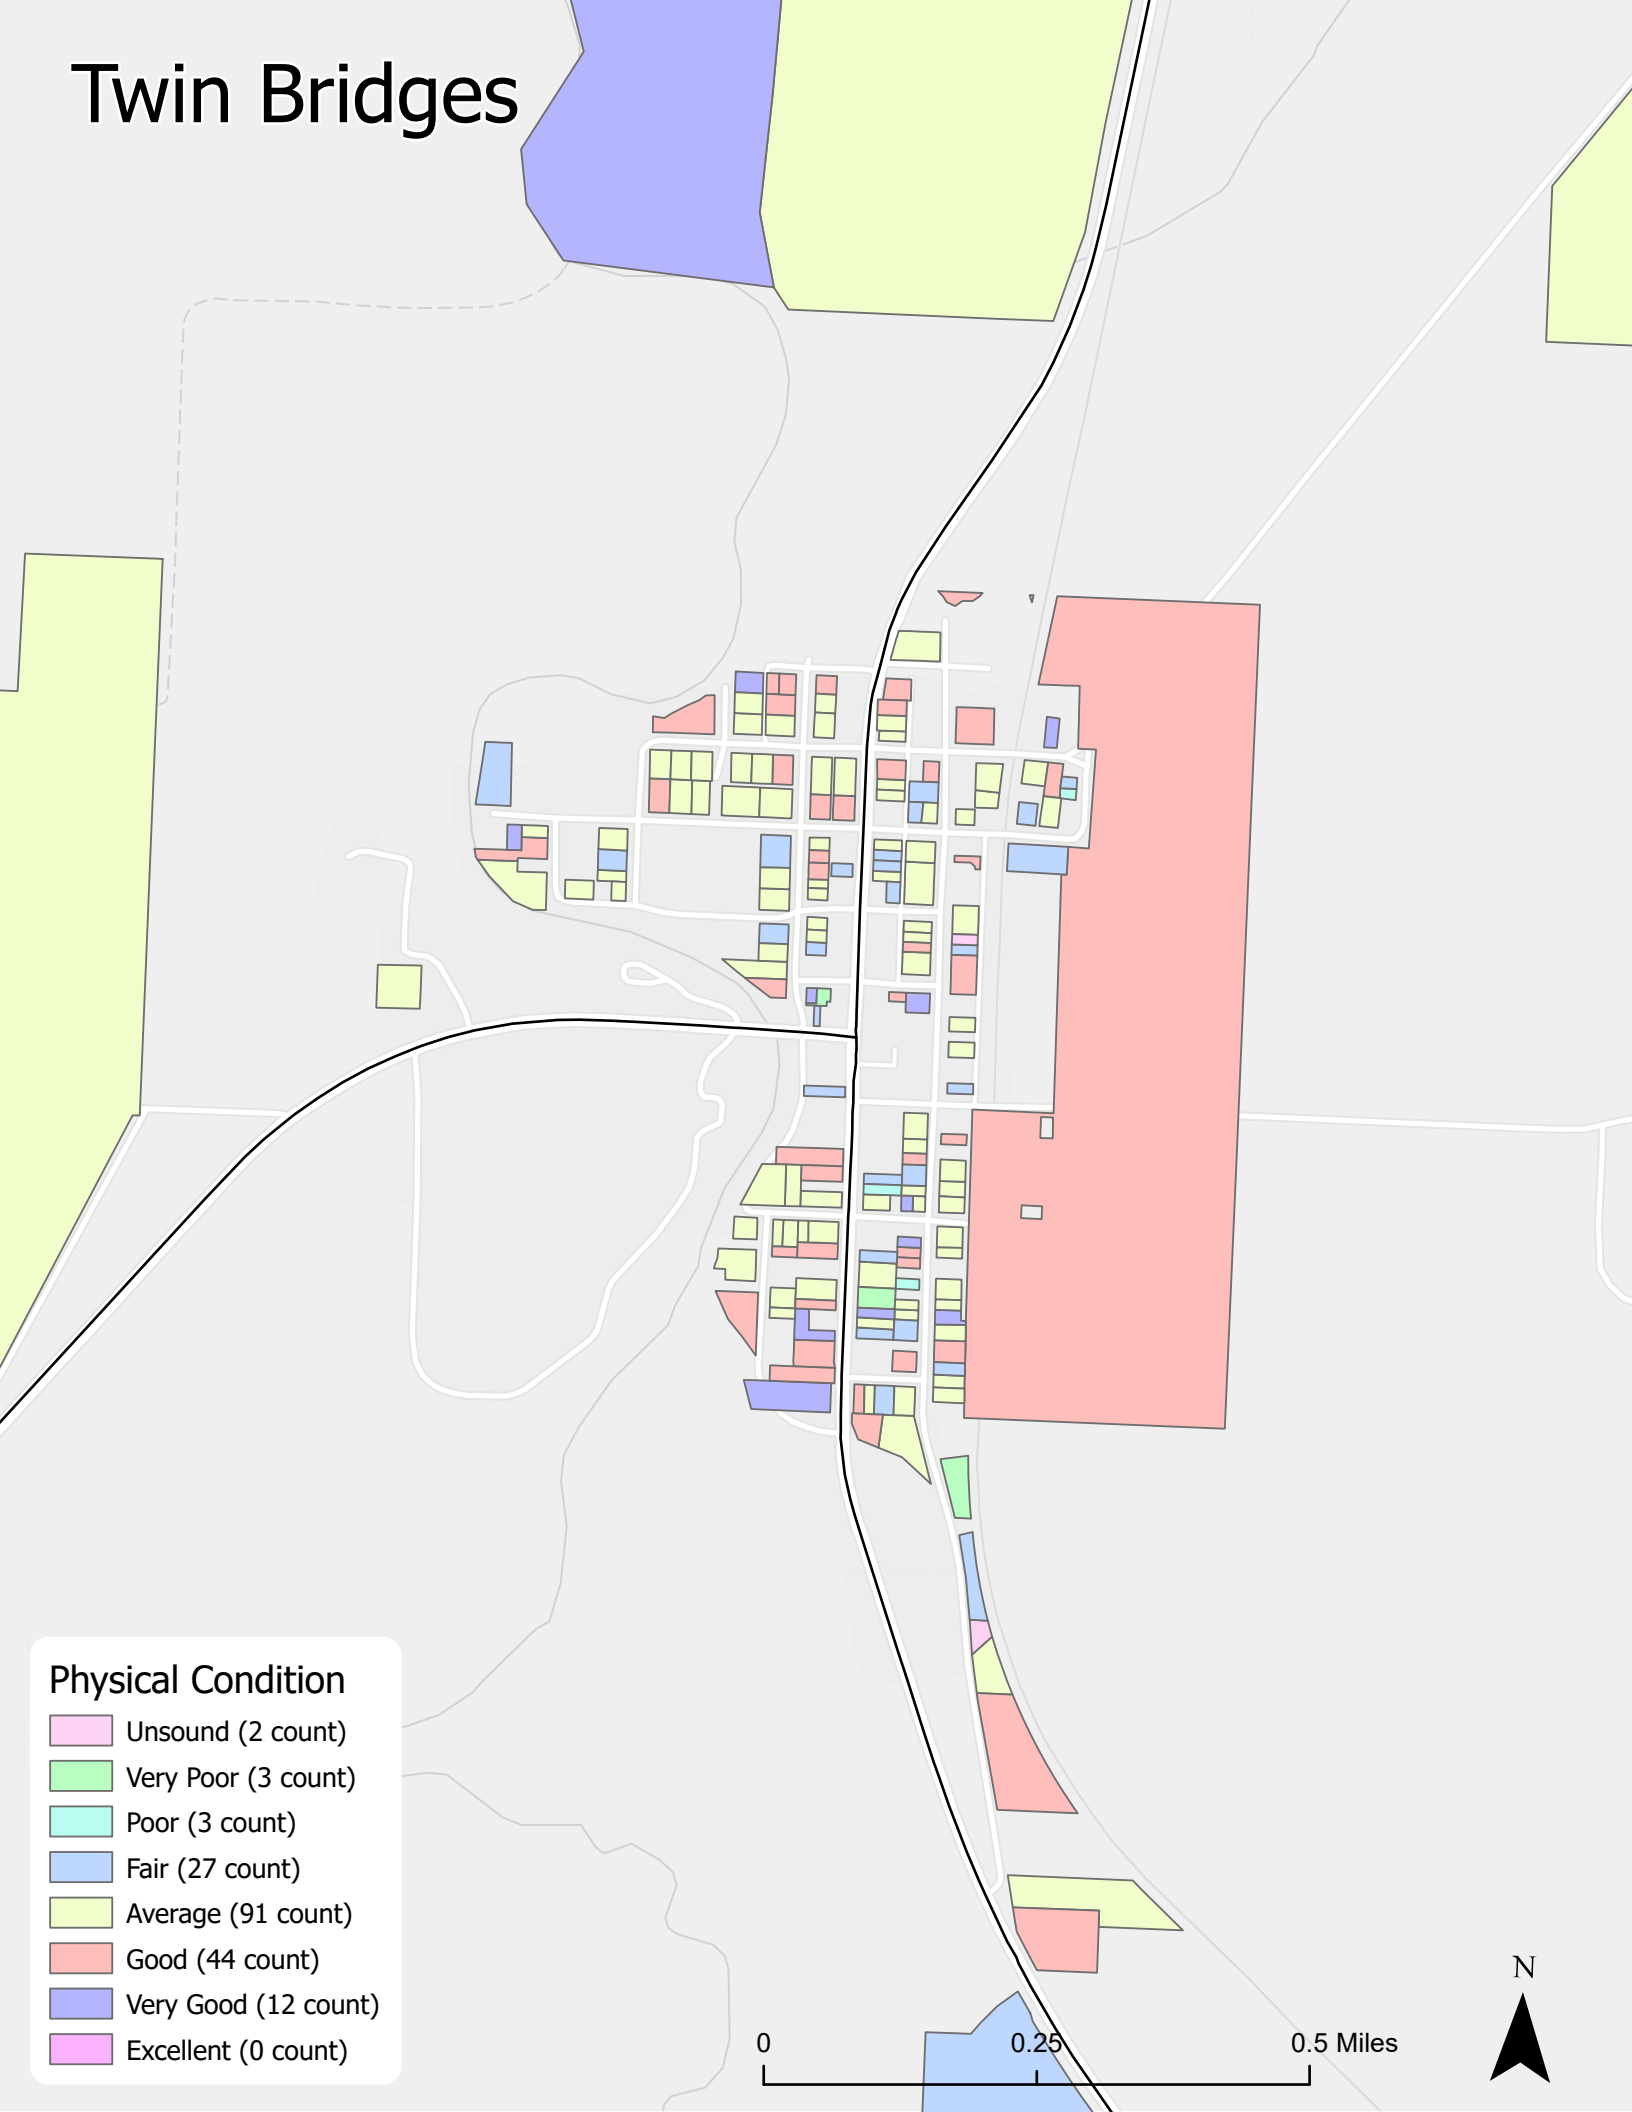 Twin Bridges
Physical Condition
Unsound (2 count)
Very Poor (3 count)
Poor (3 count)
Fair (27 count)
Average (91 count)
Good (44 count)
Very Good (12 count)
Excellent (0 count)
N
0 0.25 0.5 Miles